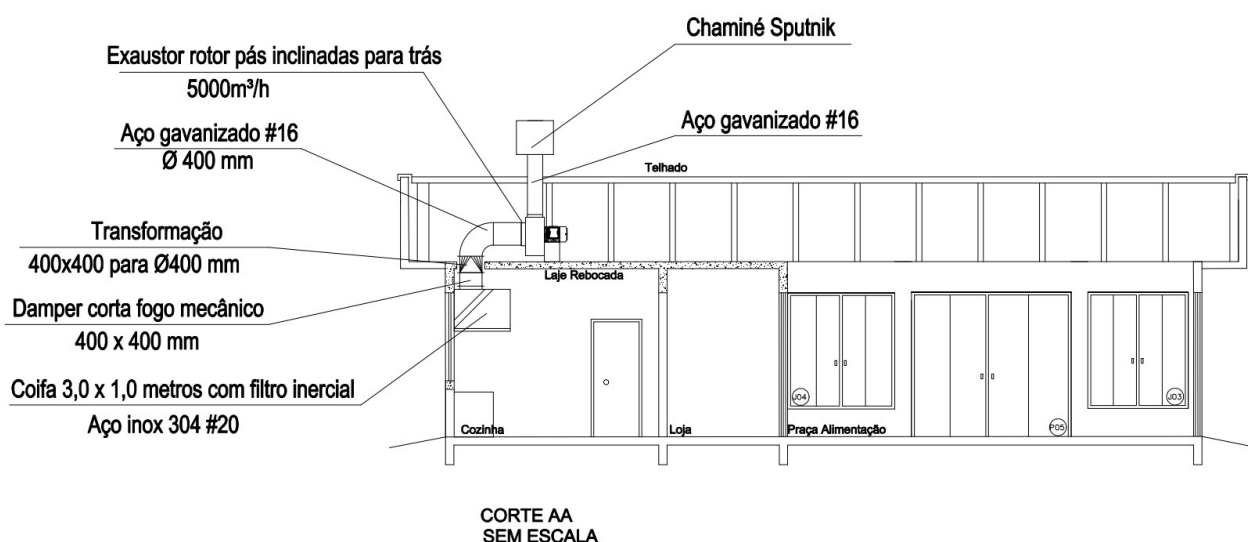 Chaminé Sputnik
Exaustor rotor pás inclinadas para trás
5000m³/h
Aço gavanizado #16
Ø 400 mm
Aço gavanizado #16
Telhado
Transformação
400x400 para Ø400 mm
Laje Rebocada
Damper corta fogo mecânico
400 x 400 mm
Coifa 3,0 x 1,0 metros com filtro inercial
Aço inox 304 #20
J04
J03
Cozinha
Loja
Praça Alimentação
P05
CORTE AA
SEM ESCALA